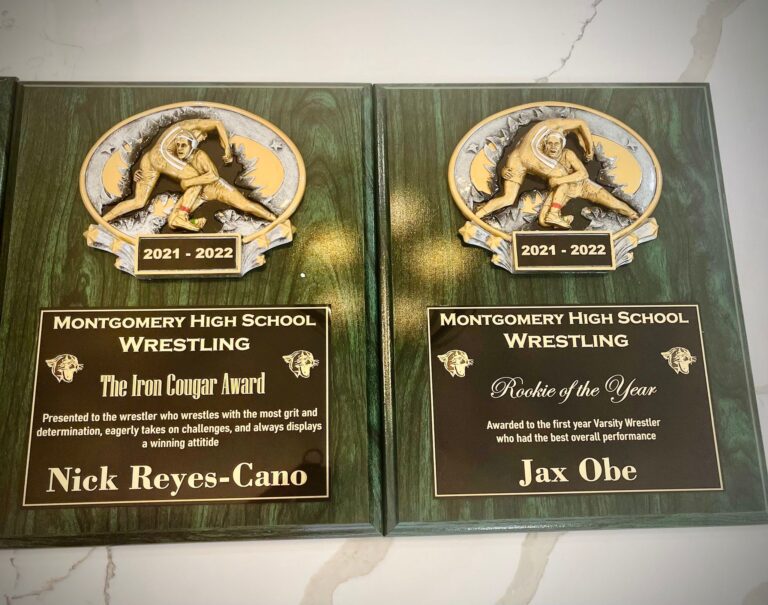 2021 - 2022
MONTGOMERY HIGH SCHOOL
WRESTLING
The Iron Cougar Award
Presented to the wrestler who wrestles with the most grit and
determination, eagerly takes on challenges, and always displays
a winning attitide
Nick Reyes-Cano
2021 - 2022
MONTGOMERY HIGH SCHOOL
WRESTLING
Rookie of the Year
Awarded to the first year Varsity Wrestler
who had the best overall performance
Jax Obe